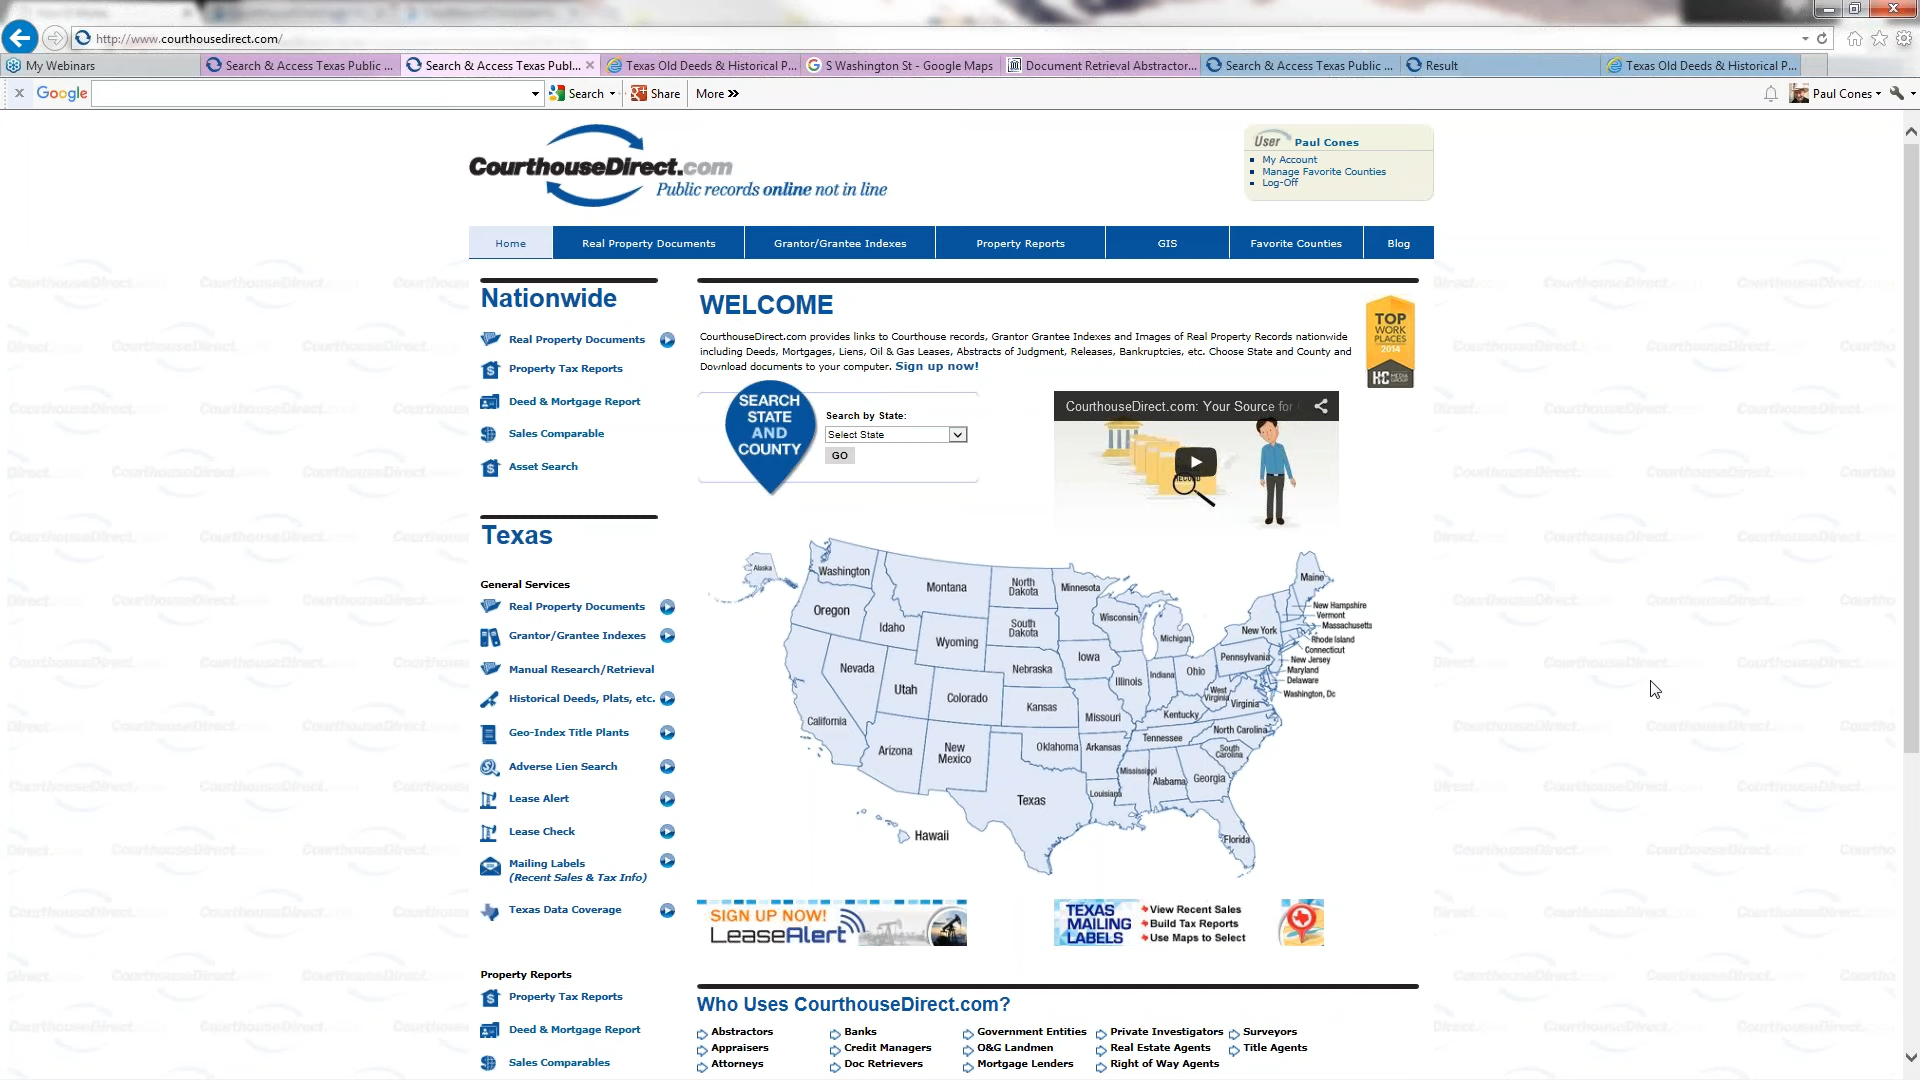 http://www.courthousedirect.com/
My Webinars
Search & Access Texas Public ...
Search & Access Texas Publ...
Texas Old Deeds & Historical P...
S Washington St - Google Maps
Document Retrieval Abstractor...
Search & Access Texas Public ...
Result
Texas Old Deeds & Historical P...
Google
Search
Share
More »
Paul Cones
CourthouseDirect.com
Public records online not in line
User Paul Cones
My Account
Manage Favorite Counties
Log-Off
Home
Real Property Documents
Grantor/Grantee Indexes
Property Reports
GIS
Favorite Counties
Blog
Nationwide
Real Property Documents
Property Tax Reports
Deed & Mortgage Report
Sales Comparable
Asset Search
Texas
General Services
Real Property Documents
Grantor/Grantee Indexes
Manual Research/Retrieval
Historical Deeds, Plats, etc.
Geo-Index Title Plants
Adverse Lien Search
Lease Alert
Lease Check
Mailing Labels
(Recent Sales & Tax Info)
Texas Data Coverage
Property Reports
Property Tax Reports
Deed & Mortgage Report
Sales Comparables
WELCOME
CourthouseDirect.com provides links to Courthouse records, Grantor Grantee Indexes and Images of Real Property Records nationwide
including Deeds, Mortgages, Liens, Oil & Gas Leases, Abstracts of Judgment, Releases, Bankruptcies, etc. Choose State and County and
Download documents to your computer. Sign up now!
TOP
WORK
PLACES
2014
HC MEDIA GROUP
SEARCH
STATE
AND
COUNTY
Search by State:
Select State
GO
CourthouseDirect.com: Your Source for
Alaska
Washington
Oregon
Idaho
Montana
North
Dakota
South
Dakota
Minnesota
Wisconsin
Michigan
Maine
New Hampshire
Vermont
Massachusetts
Rhode Island
Connecticut
New Jersey
Maryland
Delaware
Washington, Dc
New York
Pennsylvania
Wyoming
Nebraska
Iowa
Illinois
Indiana
Ohio
West
Virginia
Virginia
Nevada
Utah
Colorado
Kansas
Missouri
Kentucky
North Carolina
Tennessee
South
Carolina
California
Arizona
New
Mexico
Oklahoma
Arkansas
Mississippi
Alabama
Georgia
Louisiana
Texas
Florida
Hawaii
SIGN UP NOW!
LeaseAlert
TEXAS
MAILING
LABELS
View Recent Sales
Build Tax Reports
Use Maps to Select
Who Uses CourthouseDirect.com?
Abstractors
Appraisers
Attorneys
Banks
Credit Managers
Doc Retrievers
Government Entities
O&G Landmen
Mortgage Lenders
Private Investigators
Real Estate Agents
Right of Way Agents
Surveyors
Title Agents